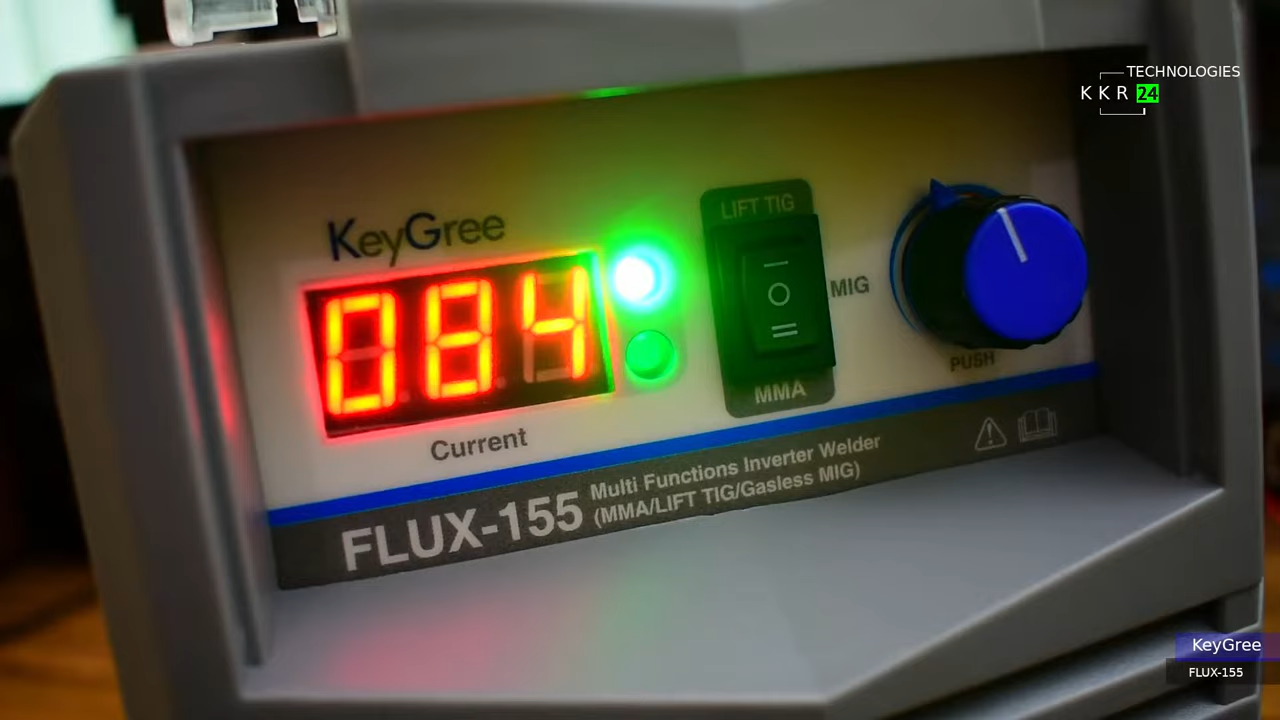 TECHNOLOGIES
KKR 24
LIFT TIG
KeyGree
084
MIG
PUSH
MMA
Current
Multi Functions Inverter Welder
(MMA/LIFT TIG/Gasless MIG)
FLUX-155
KeyGree
FLUX-155